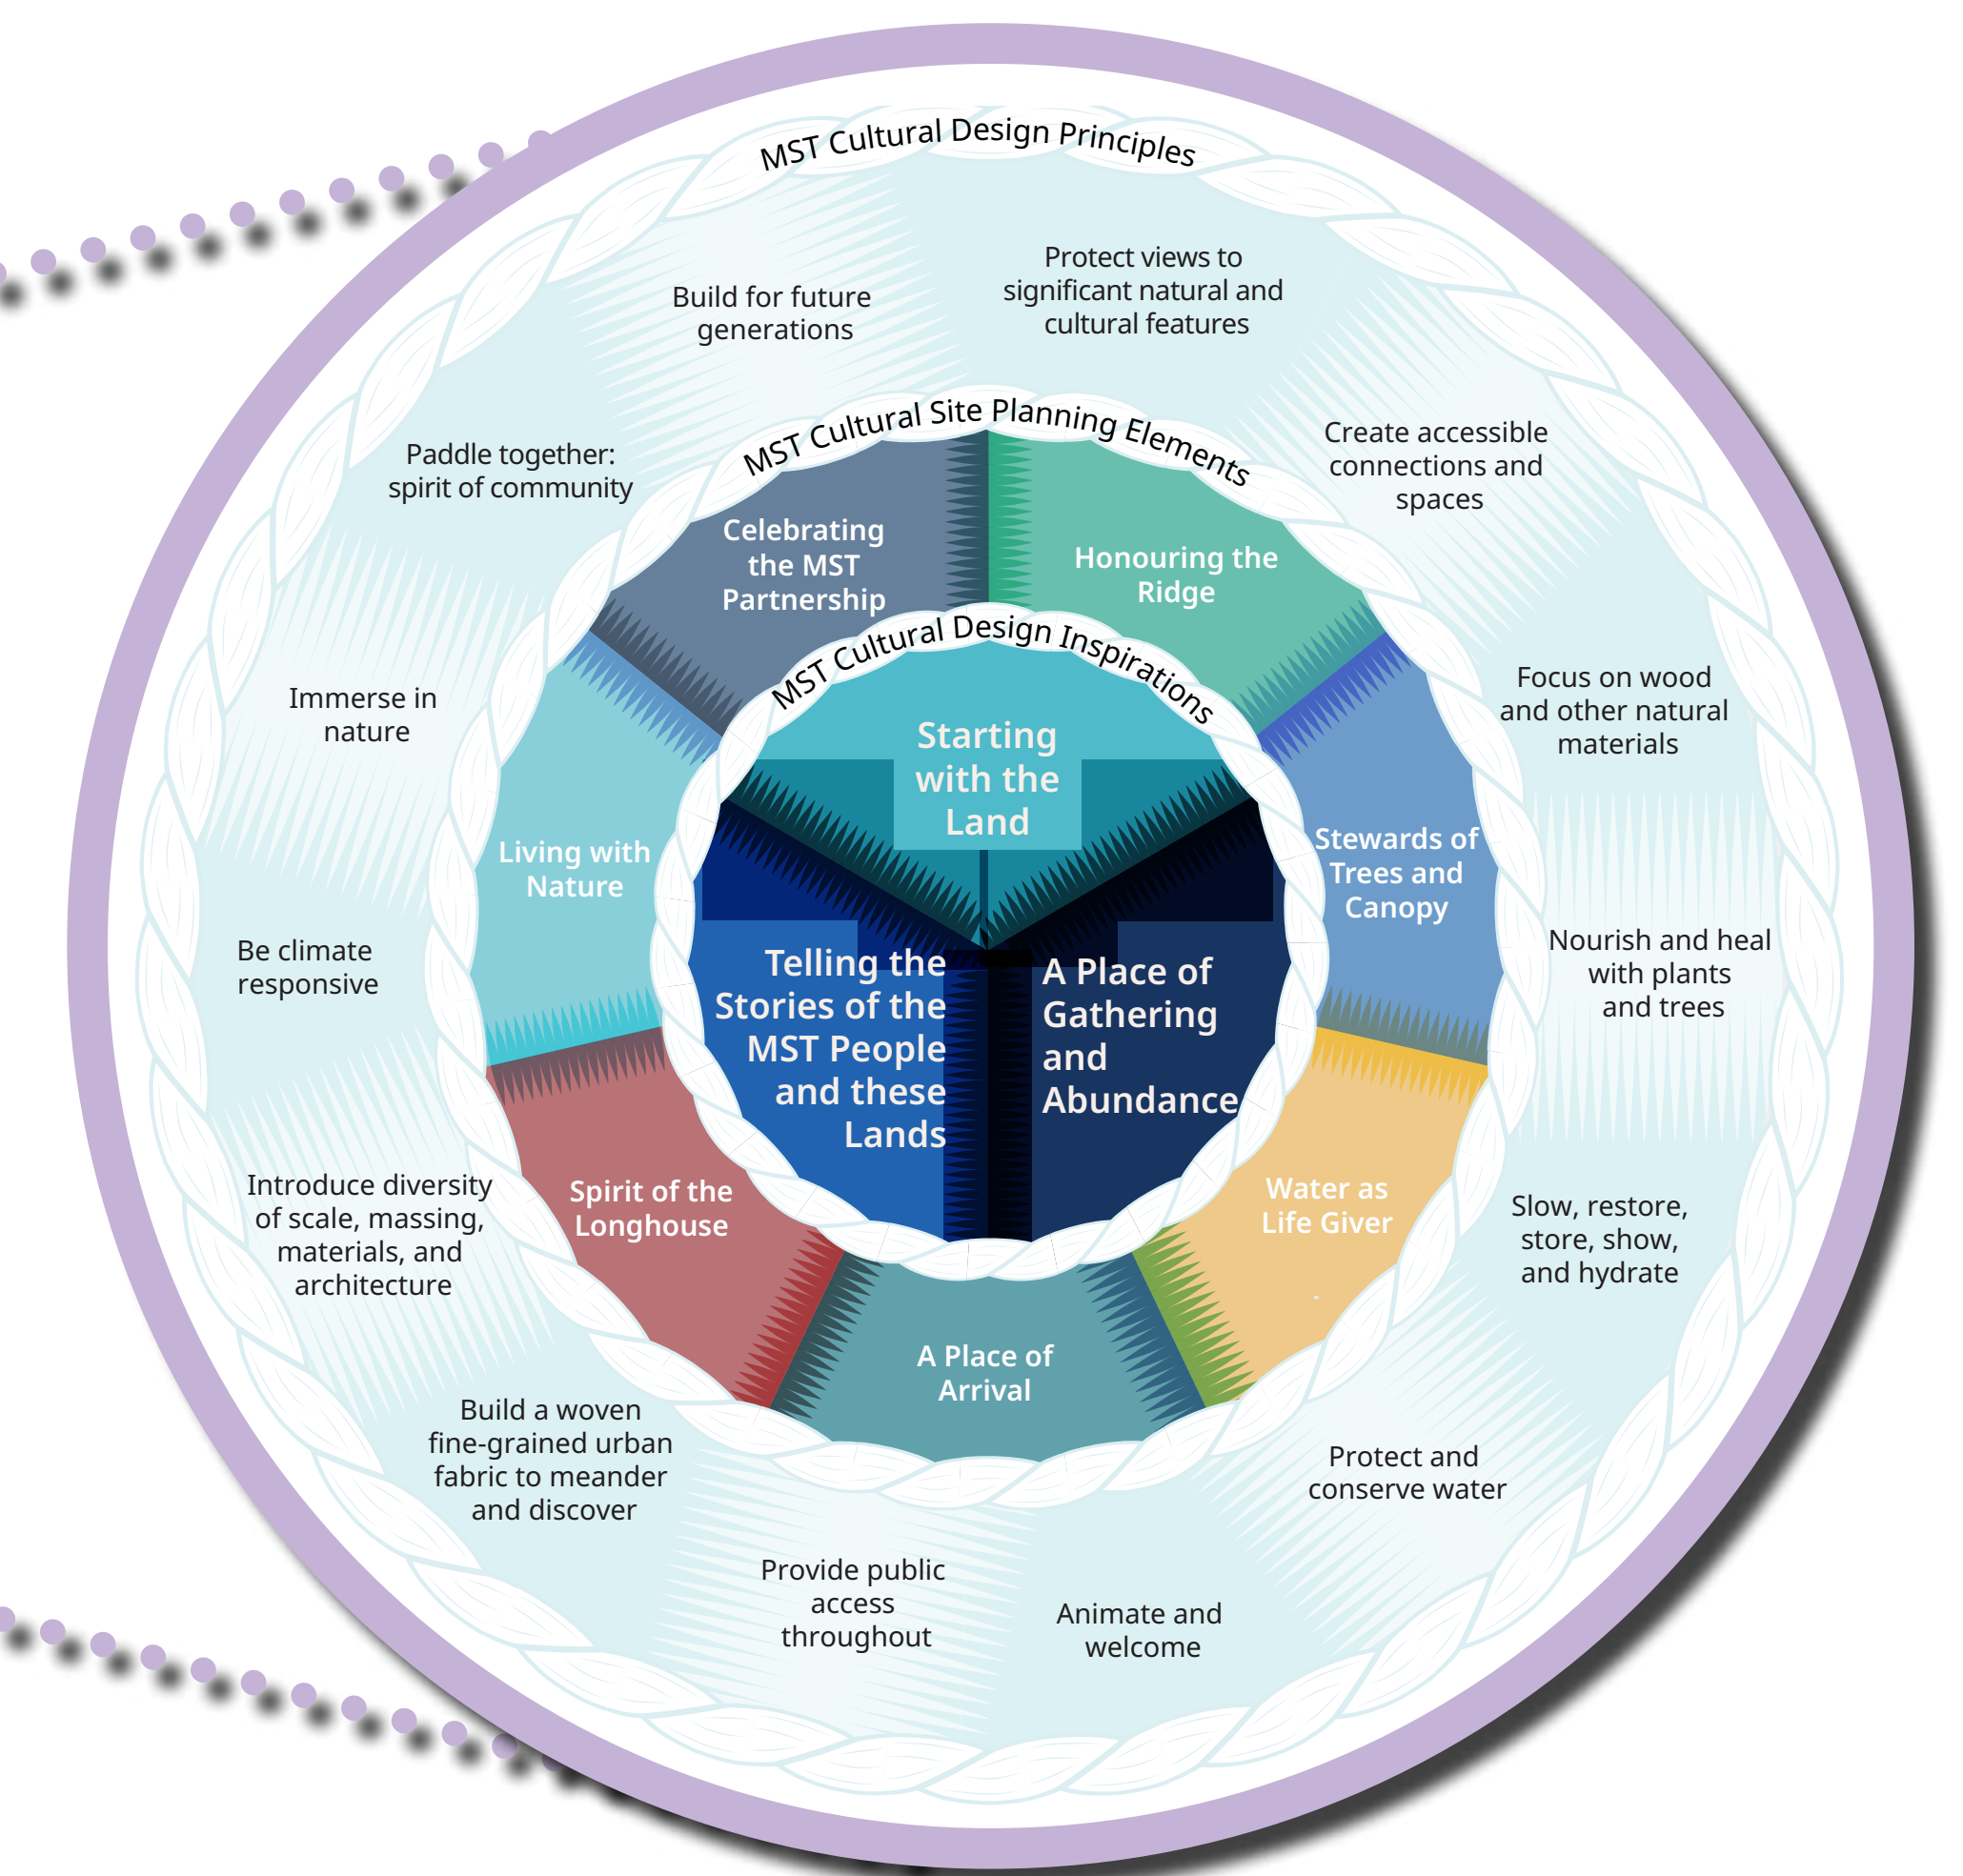 MST Cultural Design Principles
Protect views to
significant natural and
cultural features
Create accessible
connections and
spaces
Focus on wood
and other natural
materials
Nourish and heal
with plants
and trees
Slow, restore,
store, show,
and hydrate
Protect and
conserve water
Animate and
welcome
Provide public
access
throughout
Build a woven
fine-grained urban
fabric to meander
and discover
Introduce diversity
of scale, massing,
materials, and
architecture
Be climate
responsive
Immerse in
nature
Paddle together:
spirit of community
Build for future
generations
MST Cultural Site Planning Elements
Honouring the
Ridge
Stewards of
Trees and
Canopy
Water as
Life Giver
A Place of
Arrival
Spirit of the
Longhouse
Living with
Nature
Celebrating
the MST
Partnership
MST Cultural Design Inspirations
Starting
with the
Land
A Place of
Gathering
and
Abundance
Telling the
Stories of the
MST People
and these
Lands